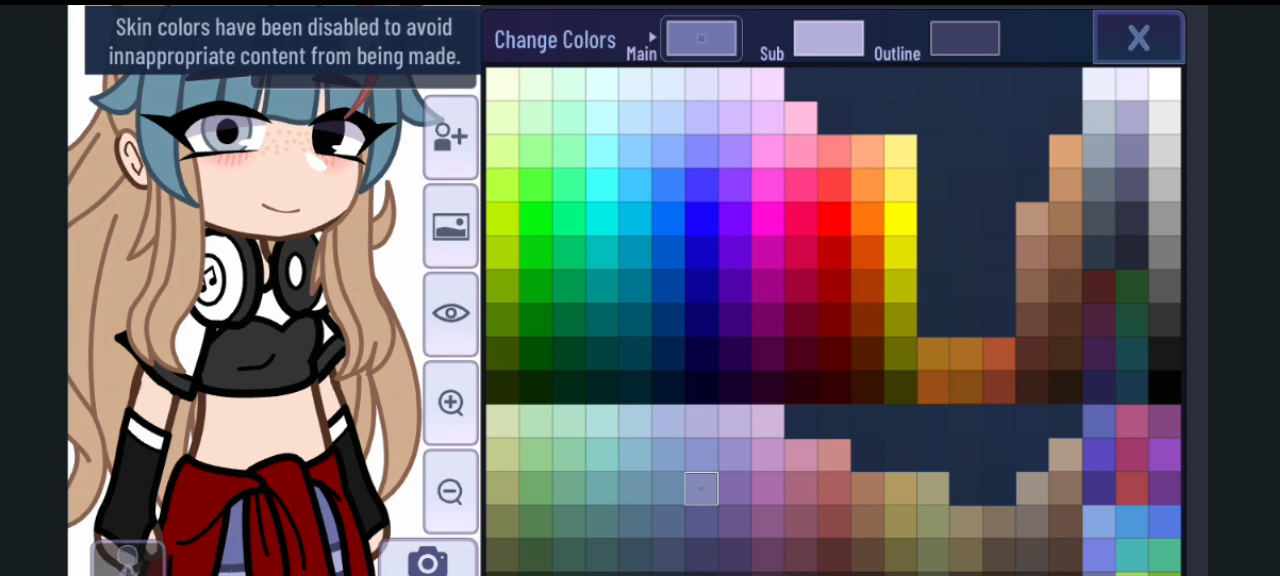 Skin colors have been disabled to avoid
innappropriate content from being made.
Change Colors
Main
Sub
Outline
X